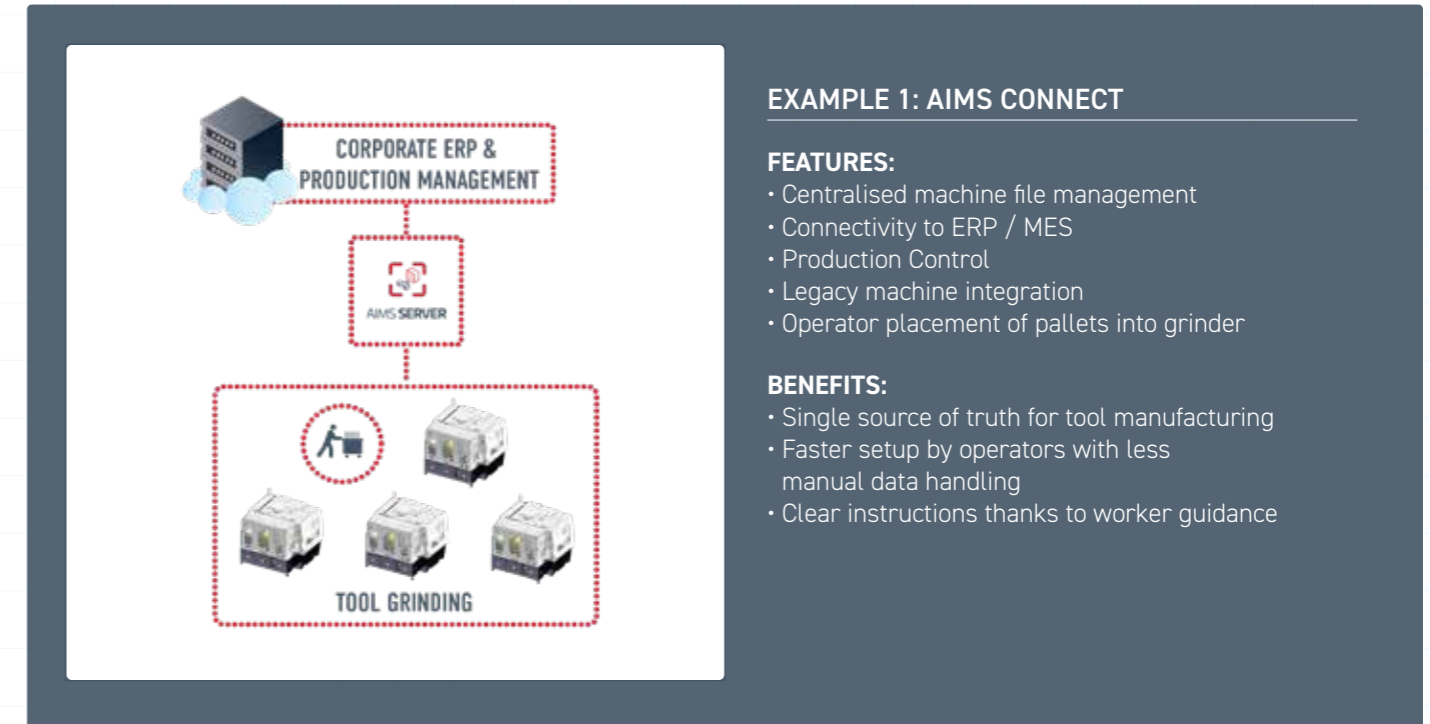 CORPORATE ERP &
PRODUCTION MANAGEMENT
AIMS SERVER
TOOL GRINDING
EXAMPLE 1: AIMS CONNECT
FEATURES:
• Centralised machine file management
• Connectivity to ERP / MES
• Production Control
• Legacy machine integration
• Operator placement of pallets into grinder
BENEFITS:
• Single source of truth for tool manufacturing
• Faster setup by operators with less
manual data handling
• Clear instructions thanks to worker guidance